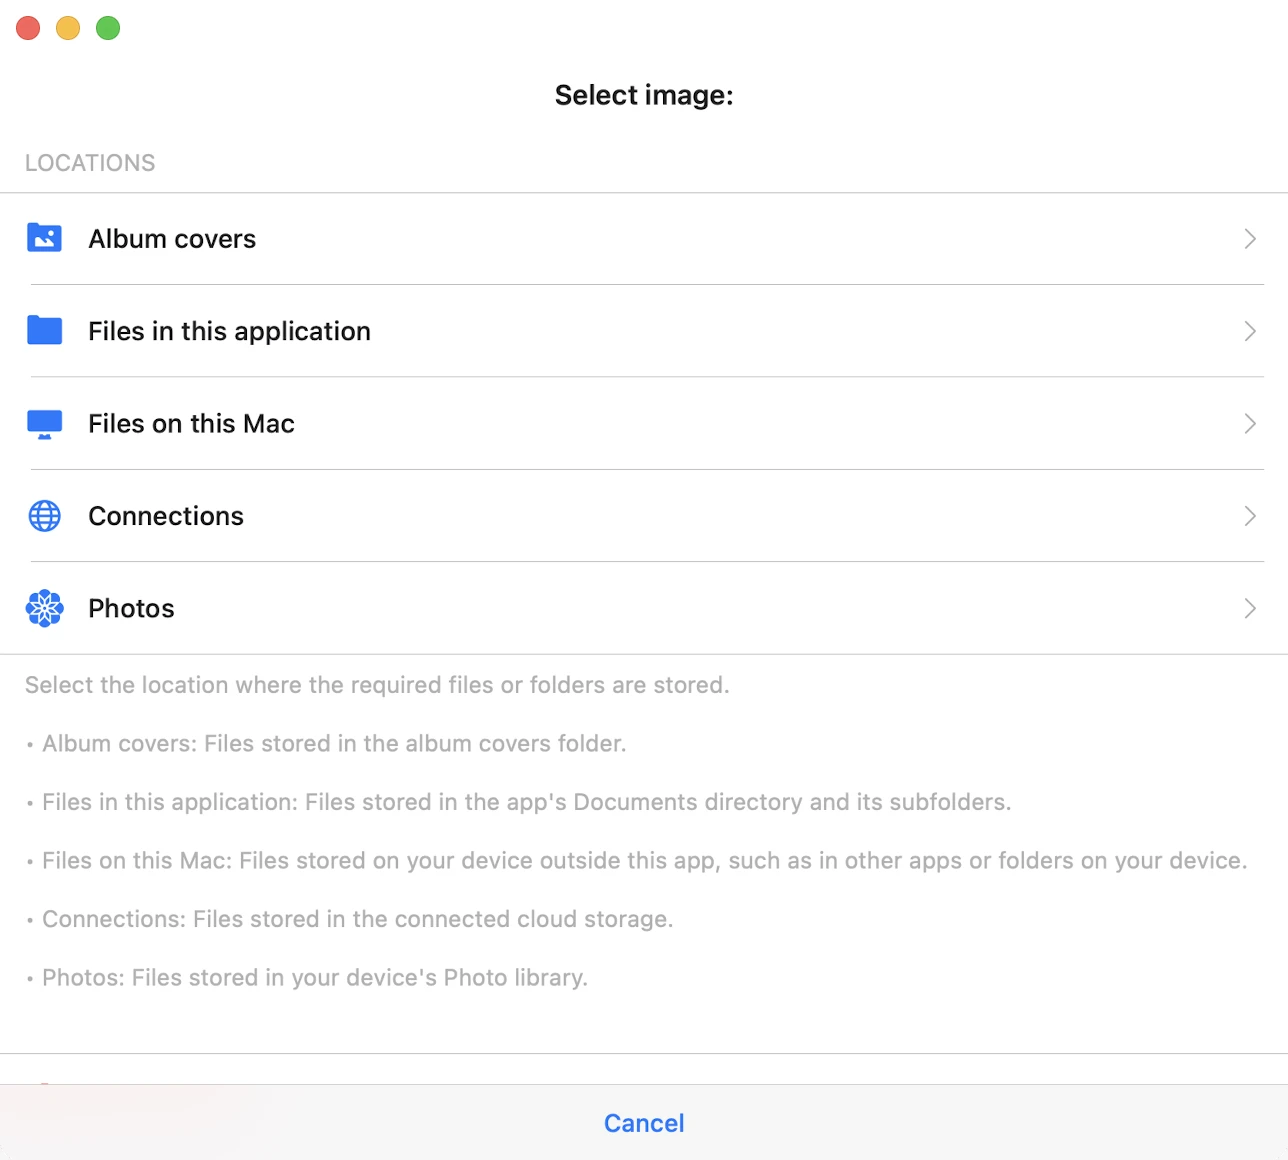 Select image:
LOCATIONS
Album covers
Files in this application
Files on this Mac
Connections
Photos
Select the location where the required files or folders are stored.
• Album covers: Files stored in the album covers folder.
• Files in this application: Files stored in the app's Documents directory and its subfolders.
• Files on this Mac: Files stored on your device outside this app, such as in other apps or folders on your device.
• Connections: Files stored in the connected cloud storage.
• Photos: Files stored in your device's Photo library.
Cancel